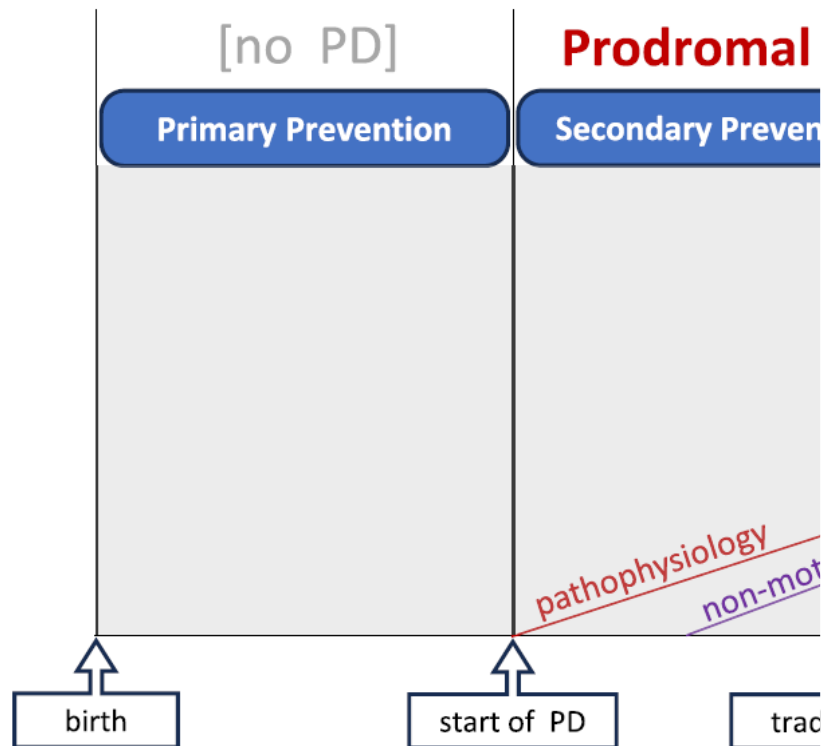 [no PD]
Prodromal
Primary Prevention
Secondary Preven
pathophysiology
non-mot
birth
start of PD
trad